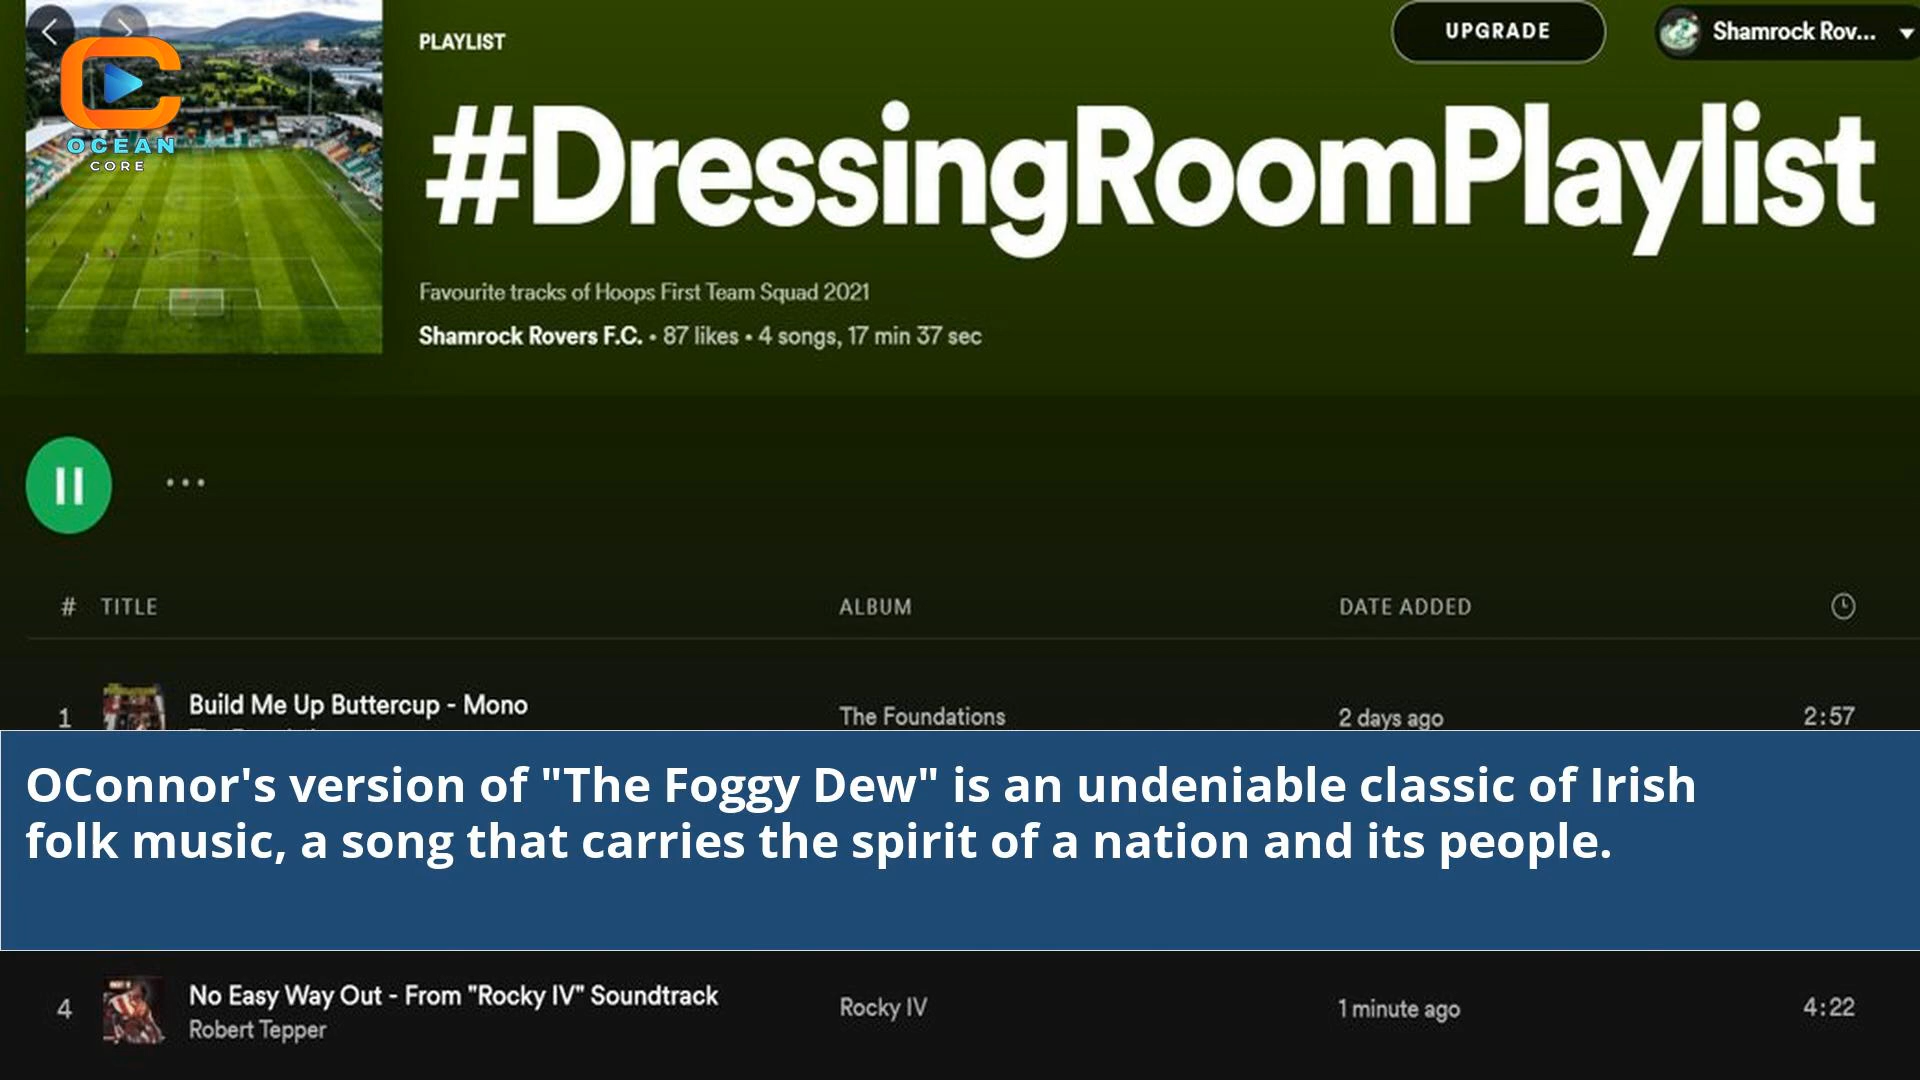 PLAYLIST
UPGRADE
Shamrock Rov...
OCEAN
CORE
#DressingRoomPlaylist
Favourite tracks of Hoops First Team Squad 2021
Shamrock Rovers F.C. • 87 likes • 4 songs, 17 min 37 sec
# TITLE ALBUM DATE ADDED
1 Build Me Up Buttercup - Mono The Foundations 2 days ago 2:57
OConnor's version of "The Foggy Dew" is an undeniable classic of Irish
folk music, a song that carries the spirit of a nation and its people.
4 No Easy Way Out - From "Rocky IV" Soundtrack Rocky IV 1 minute ago 4:22
Robert Tepper